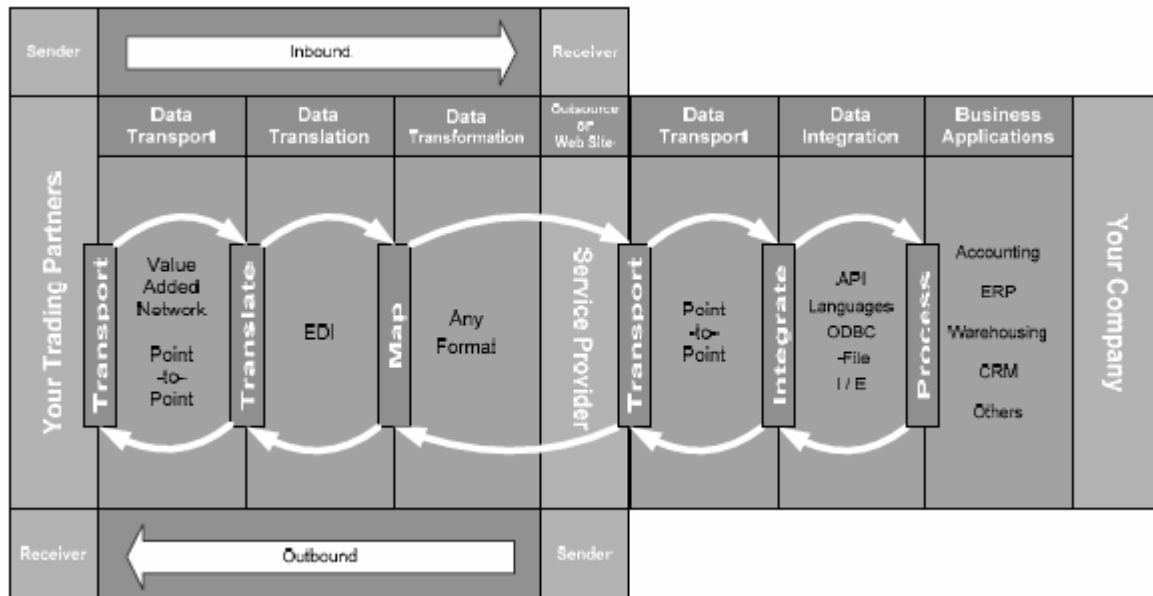 Sender
Inbound
Receiver
Your Trading Partners
Data
Transport
Data
Translation
Data
Transformation
Outsource
or
Web Site
Data
Transport
Data
Integration
Business
Applications
Your Company
Transport
Value
Added
Network
Point
-to-
Point
Translate
EDI
Map
Any
Format
Service Provider
Transport
Point
-to-
Point
Integrate
API
Languages
ODBC
-File
I / E
Process
Accounting
ERP
Warehousing
CRM
Others
Receiver
Outbound
Sender